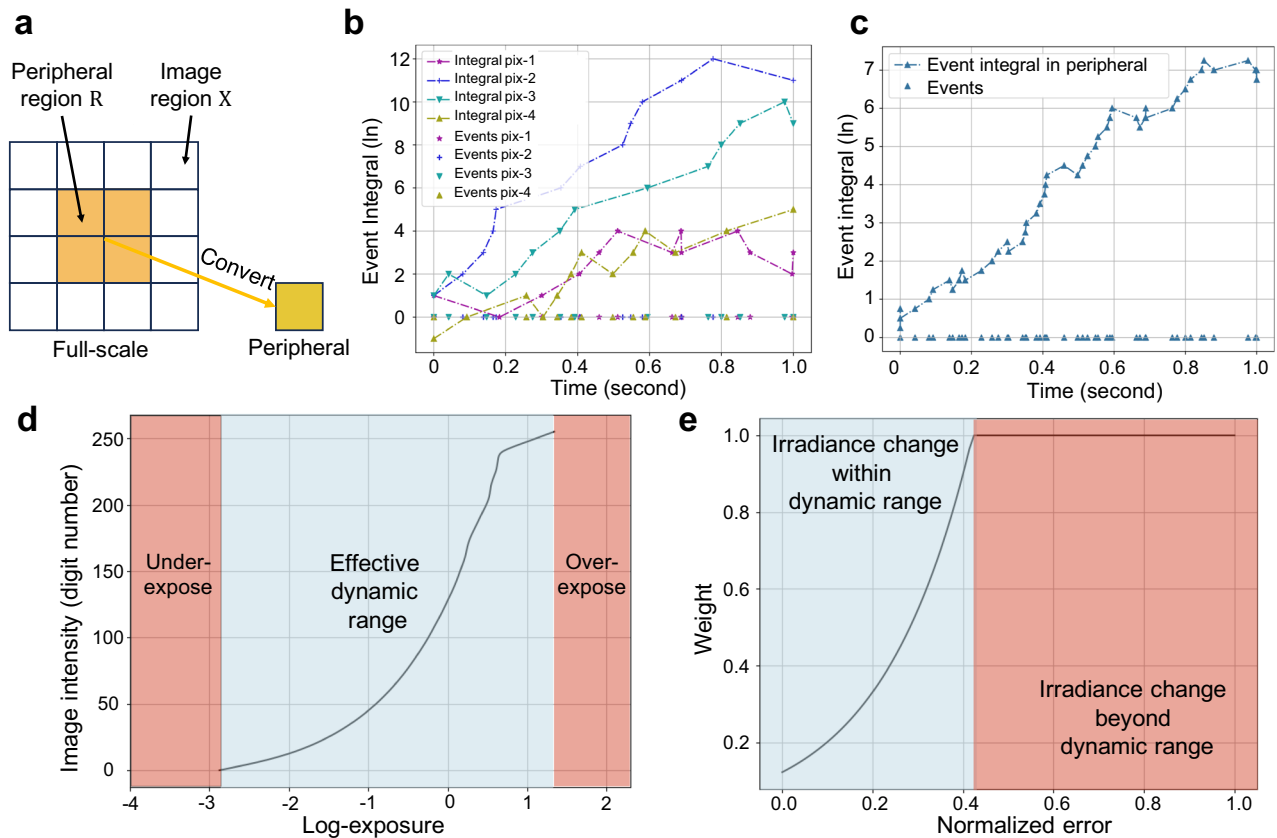 a
Peripheral
region R
Image
region X
Convert
Full-scale
Peripheral
b
Event Integral (ln)
12
10
8
6
4
2
0
Integral pix-1
Integral pix-2
Integral pix-3
Integral pix-4
Events pix-1
Events pix-2
Events pix-3
Events pix-4
0
0.2
0.4
0.6
0.8
1.0
Time (second)
c
Event integral (ln)
7
6
5
4
3
2
1
0
Event integral in peripheral
Events
0
0.2
0.4
0.6
0.8
1.0
Time (second)
d
Image intensity (digit number)
250
200
150
100
50
0
Under-
expose
Effective
dynamic
range
Over-
expose
-4
-3
-2
-1
0
1
2
Log-exposure
e
Weight
1.0
0.8
0.6
0.4
0.2
Irradiance change
within
dynamic range
Irradiance change
beyond
dynamic range
0.0
0.2
0.4
0.6
0.8
1.0
Normalized error